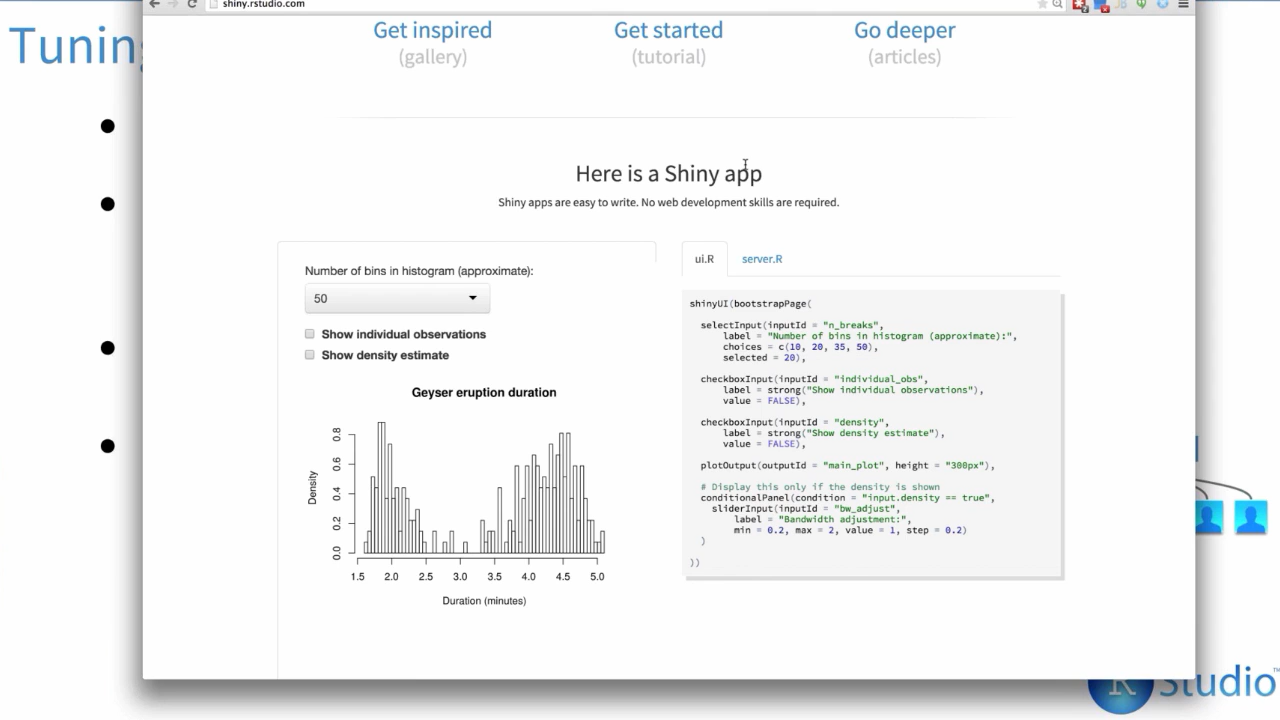 shiny.rstudio.com
Tuning
Get inspired
(gallery)
Get started
(tutorial)
Go deeper
(articles)
Here is a Shiny app
Shiny apps are easy to write. No web development skills are required.
Number of bins in histogram (approximate):
50
Show individual observations
Show density estimate
Geyser eruption duration
Density
0.0
0.2
0.4
0.6
0.8
1.5 2.0 2.5 3.0 3.5 4.0 4.5 5.0
Duration (minutes)
ui.R server.R
shinyUI(bootstrapPage(
selectInput(inputId = "n_breaks",
label = "Number of bins in histogram (approximate):",
choices = c(10, 20, 35, 50),
selected = 20),
checkboxInput(inputId = "individual_obs",
label = strong("Show individual observations"),
value = FALSE),
checkboxInput(inputId = "density",
label = strong("Show density estimate"),
value = FALSE),
plotOutput(outputId = "main_plot", height = "300px"),
# Display this only if the density is shown
conditionalPanel(condition = "input.density == true",
sliderInput(inputId = "bw_adjust",
label = "Bandwidth adjustment:",
min = 0.2, max = 2, value = 1, step = 0.2)
)
))
R Studio™